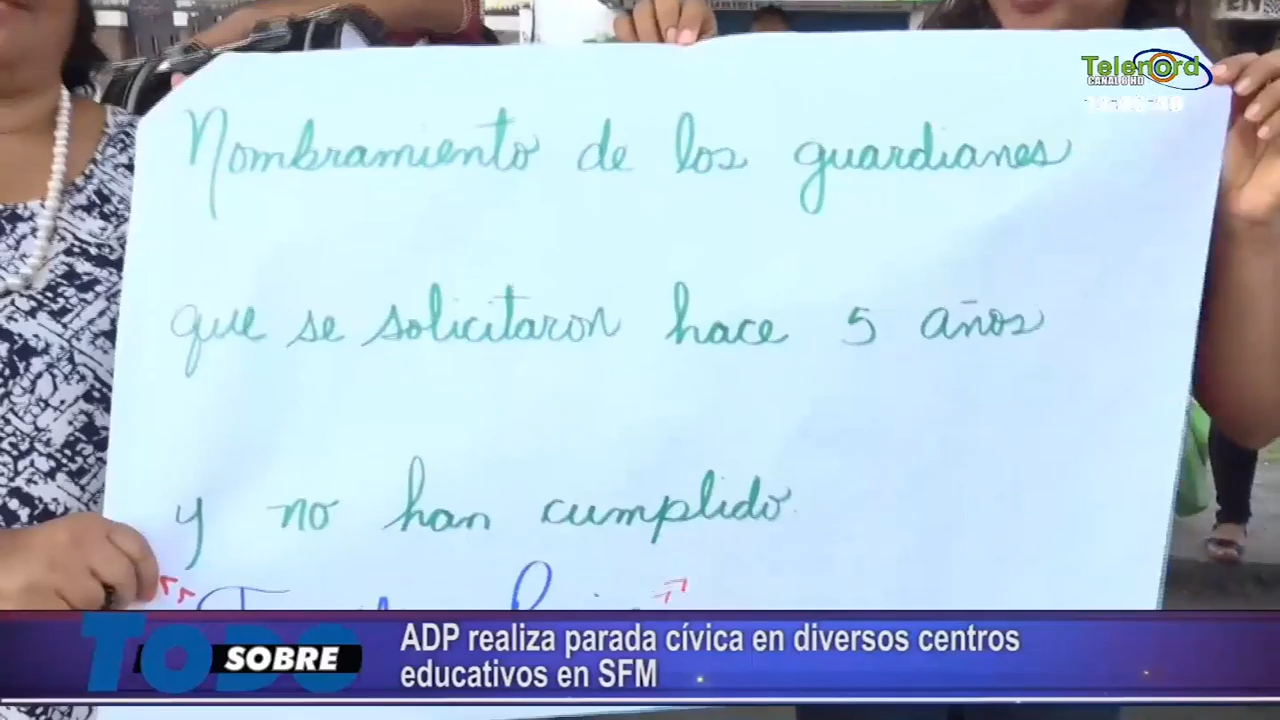 Telenord
CANAL 8 HD
Nombramiento de los guardianes
que se solicitaron hace 5 años
y no han cumplido
TODO
SOBRE
ADP realiza parada cívica en diversos centros
educativos en SFM